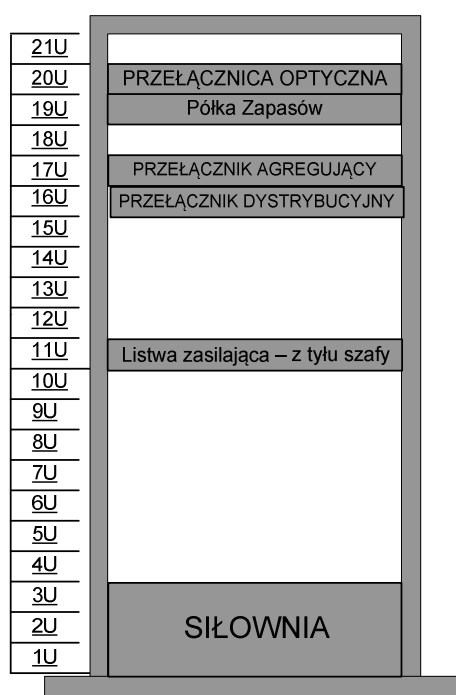 21U
20U PRZEŁĄCZNICA OPTYCZNA
19U Półka Zapasów
18U
17U PRZEŁĄCZNIK AGREGUJĄCY
16U PRZEŁĄCZNIK DYSTRYBUCYJNY
15U
14U
13U
12U
11U Listwa zasilająca – z tyłu szafy
10U
9U
8U
7U
6U
5U
4U
3U
2U SIŁOWNIA
1U